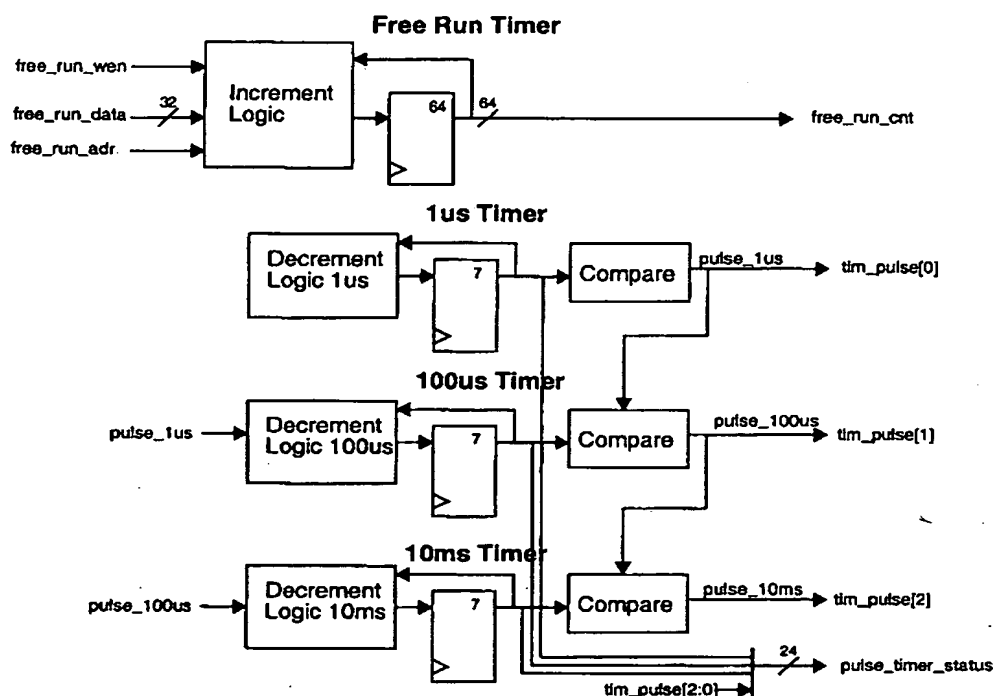 Free Run Timer
free_run_wen
free_run_data
32
free_run_adr
Increment
Logic
64
64
free_run_cnt
1us Timer
Decrement
Logic 1us
7
Compare
pulse_1us
tim_pulse[0]
100us Timer
pulse_1us
Decrement
Logic 100us
7
Compare
pulse_100us
tim_pulse[1]
10ms Timer
pulse_100us
Decrement
Logic 10ms
7
Compare
pulse_10ms
tim_pulse[2]
24
pulse_timer_status
tim_pulse[2:0]